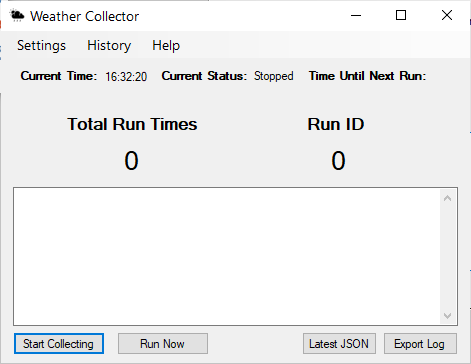 Weather Collector
Settings History Help
Current Time: 16:32:20 Current Status: Stopped Time Until Next Run:
Total Run Times Run ID
0 0
Start Collecting Run Now Latest JSON Export Log